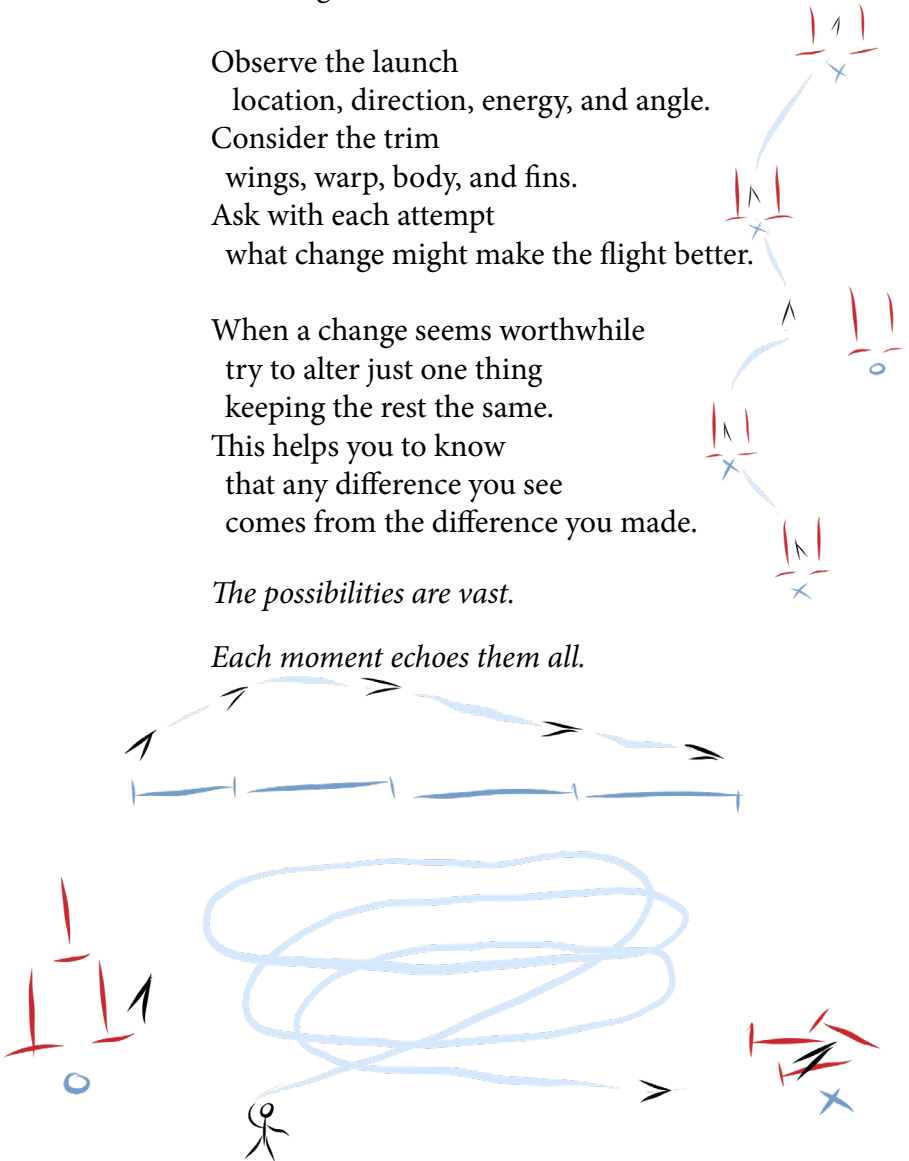 Observe the launch
location, direction, energy, and angle.
Consider the trim
wings, warp, body, and fins.
Ask with each attempt
what change might make the flight better.
When a change seems worthwhile
try to alter just one thing
keeping the rest the same.
This helps you to know
that any difference you see
comes from the difference you made.
The possibilities are vast.
Each moment echoes them all.